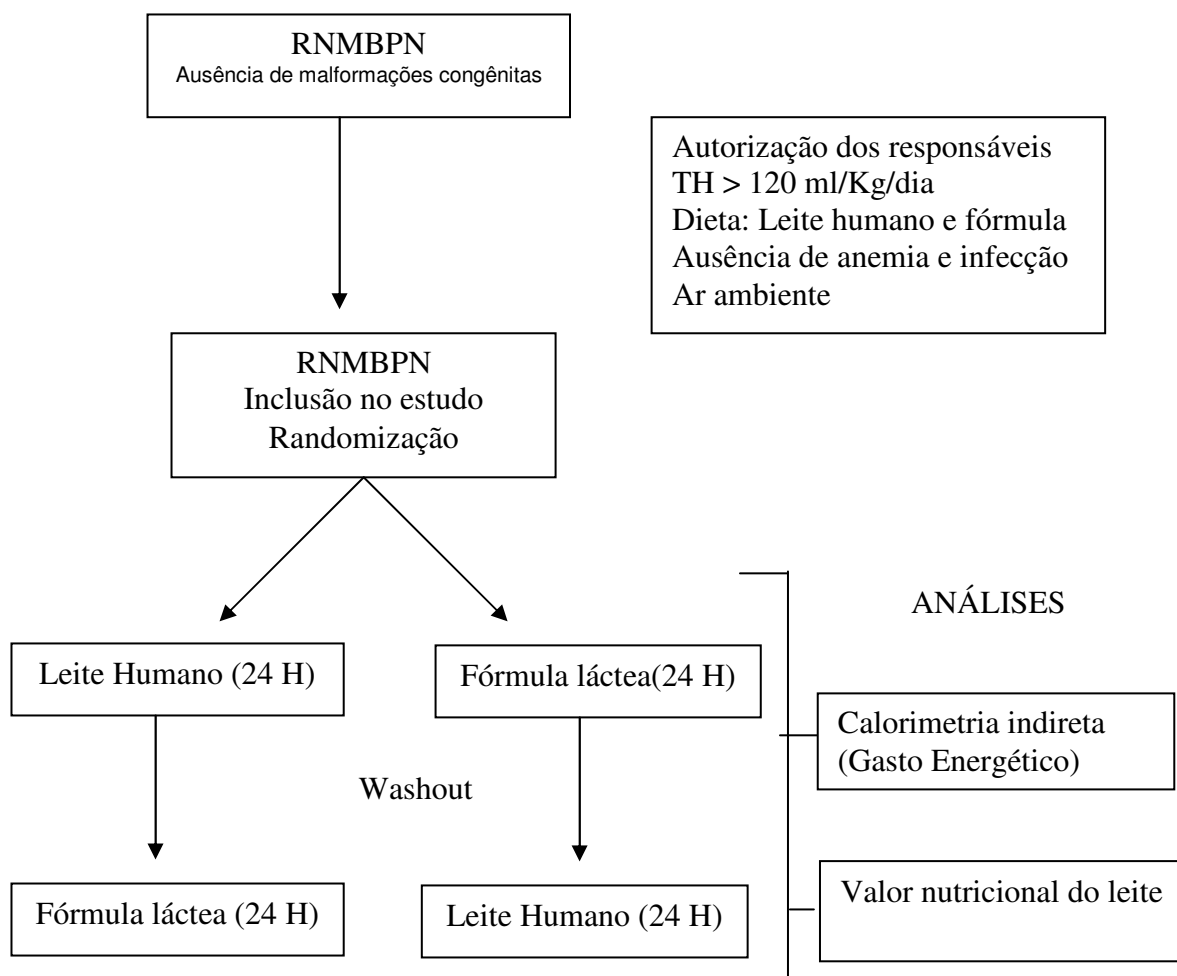 RNMBPN
Ausência de malformações congênitas
Autorização dos responsáveis
TH > 120 ml/Kg/dia
Dieta: Leite humano e fórmula
Ausência de anemia e infecção
Ar ambiente
RNMBPN
Inclusão no estudo
Randomização
ANÁLISES
Leite Humano (24 H)
Fórmula láctea(24 H)
Calorimetria indireta
(Gasto Energético)
Washout
Fórmula láctea (24 H)
Leite Humano (24 H)
Valor nutricional do leite